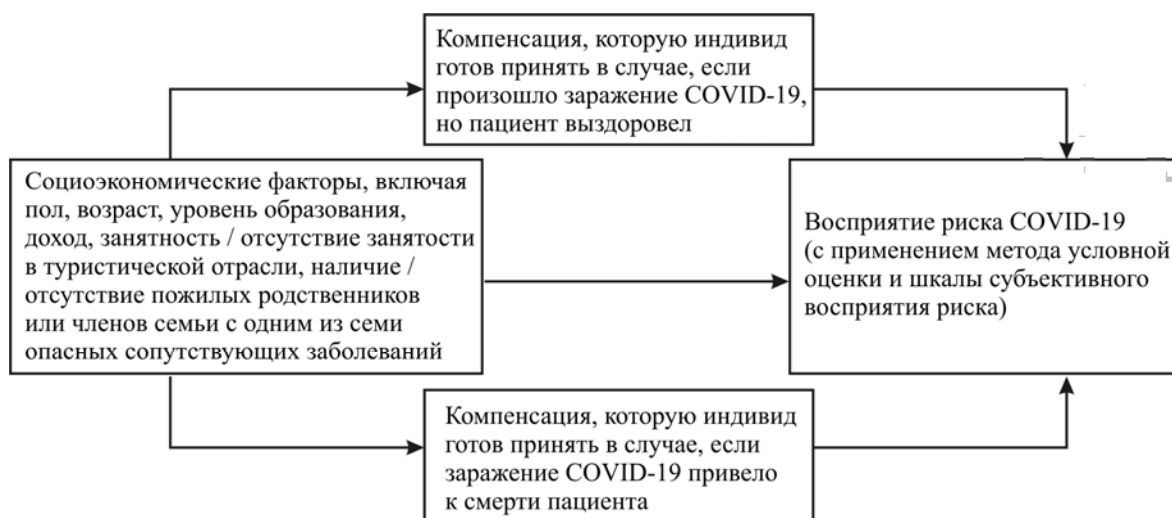 Компенсация, которую индивид
готов принять в случае, если
произошло заражение COVID-19,
но пациент выздоровел
Социоэкономические факторы, включая
пол, возраст, уровень образования,
доход, занятность / отсутствие занятости
в туристической отрасли, наличие /
отсутствие пожилых родственников
или членов семьи с одним из семи
опасных сопутствующих заболеваний
Восприятие риска COVID-19
(с применением метода условной
оценки и шкалы субъективного
восприятия риска)
Компенсация, которую индивид
готов принять в случае, если
заражение COVID-19 привело
к смерти пациента